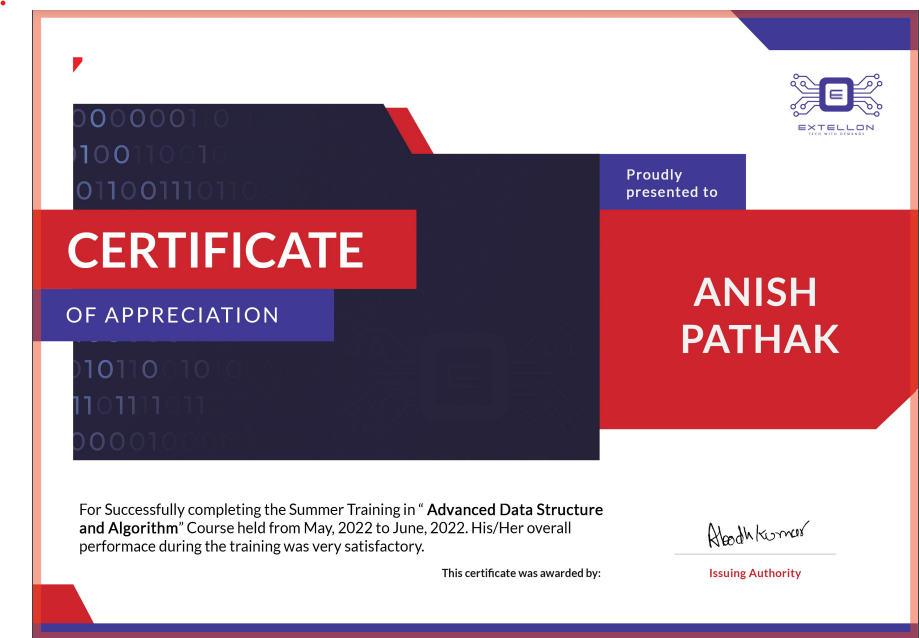 EXTELLON
TECH WITH DEMANDS
Proudly
presented to
CERTIFICATE
OF APPRECIATION
ANISH
PATHAK
For Successfully completing the Summer Training in “ Advanced Data Structure
and Algorithm” Course held from May, 2022 to June, 2022. His/Her overall
performace during the training was very satisfactory.
This certificate was awarded by:
Issuing Authority